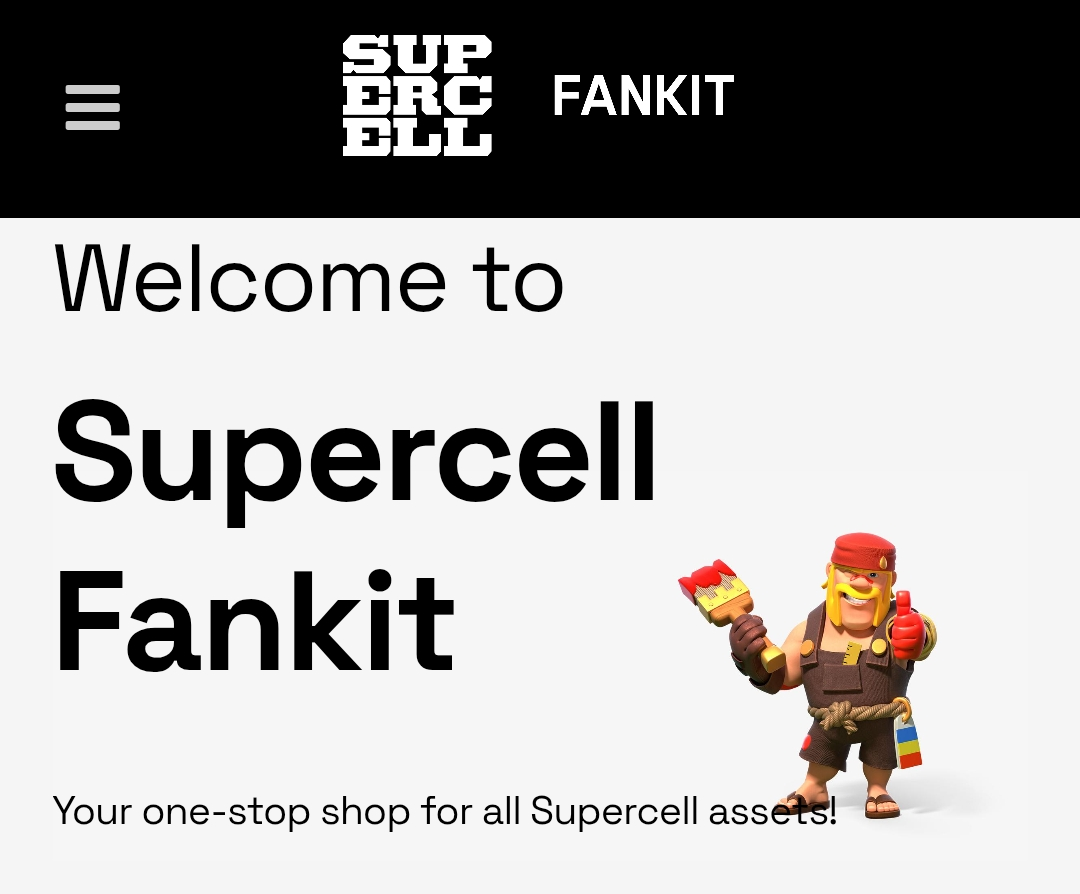 SUP
ERC
ELL
FANKIT
Welcome to
Supercell
Fankit
Your one-stop shop for all Supercell assets!